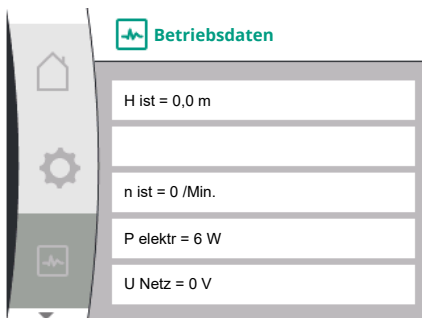 Betriebsdaten
H ist = 0,0 m
n ist = 0 /Min.
P elektr = 6 W
U Netz = 0 V